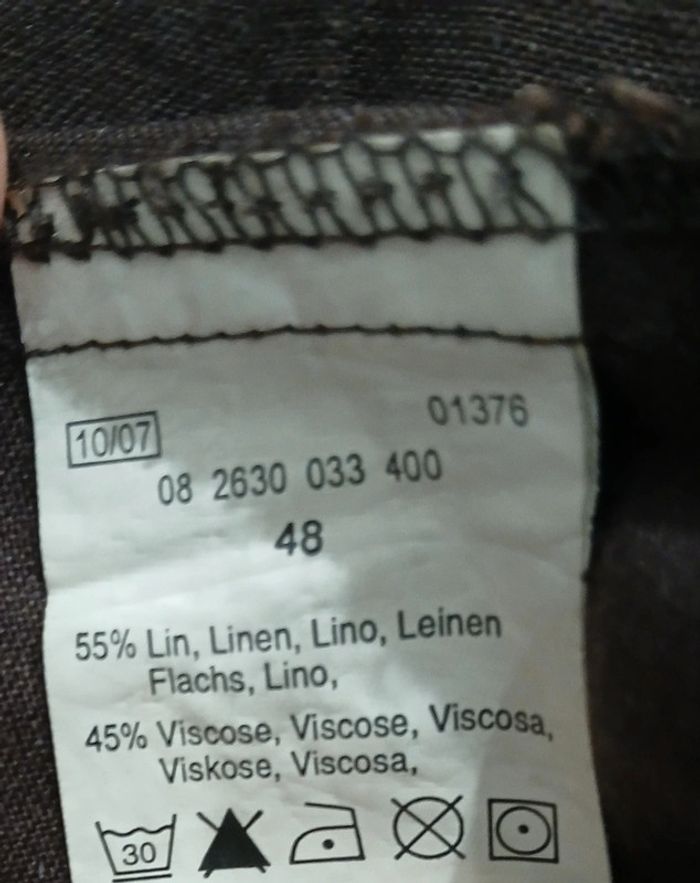 10/07 01376
08 2630 033 400
48
55% Lin, Linen, Lino, Leinen
Flachs, Lino,
45% Viscose, Viscose, Viscosa,
Viskose, Viscosa,
30